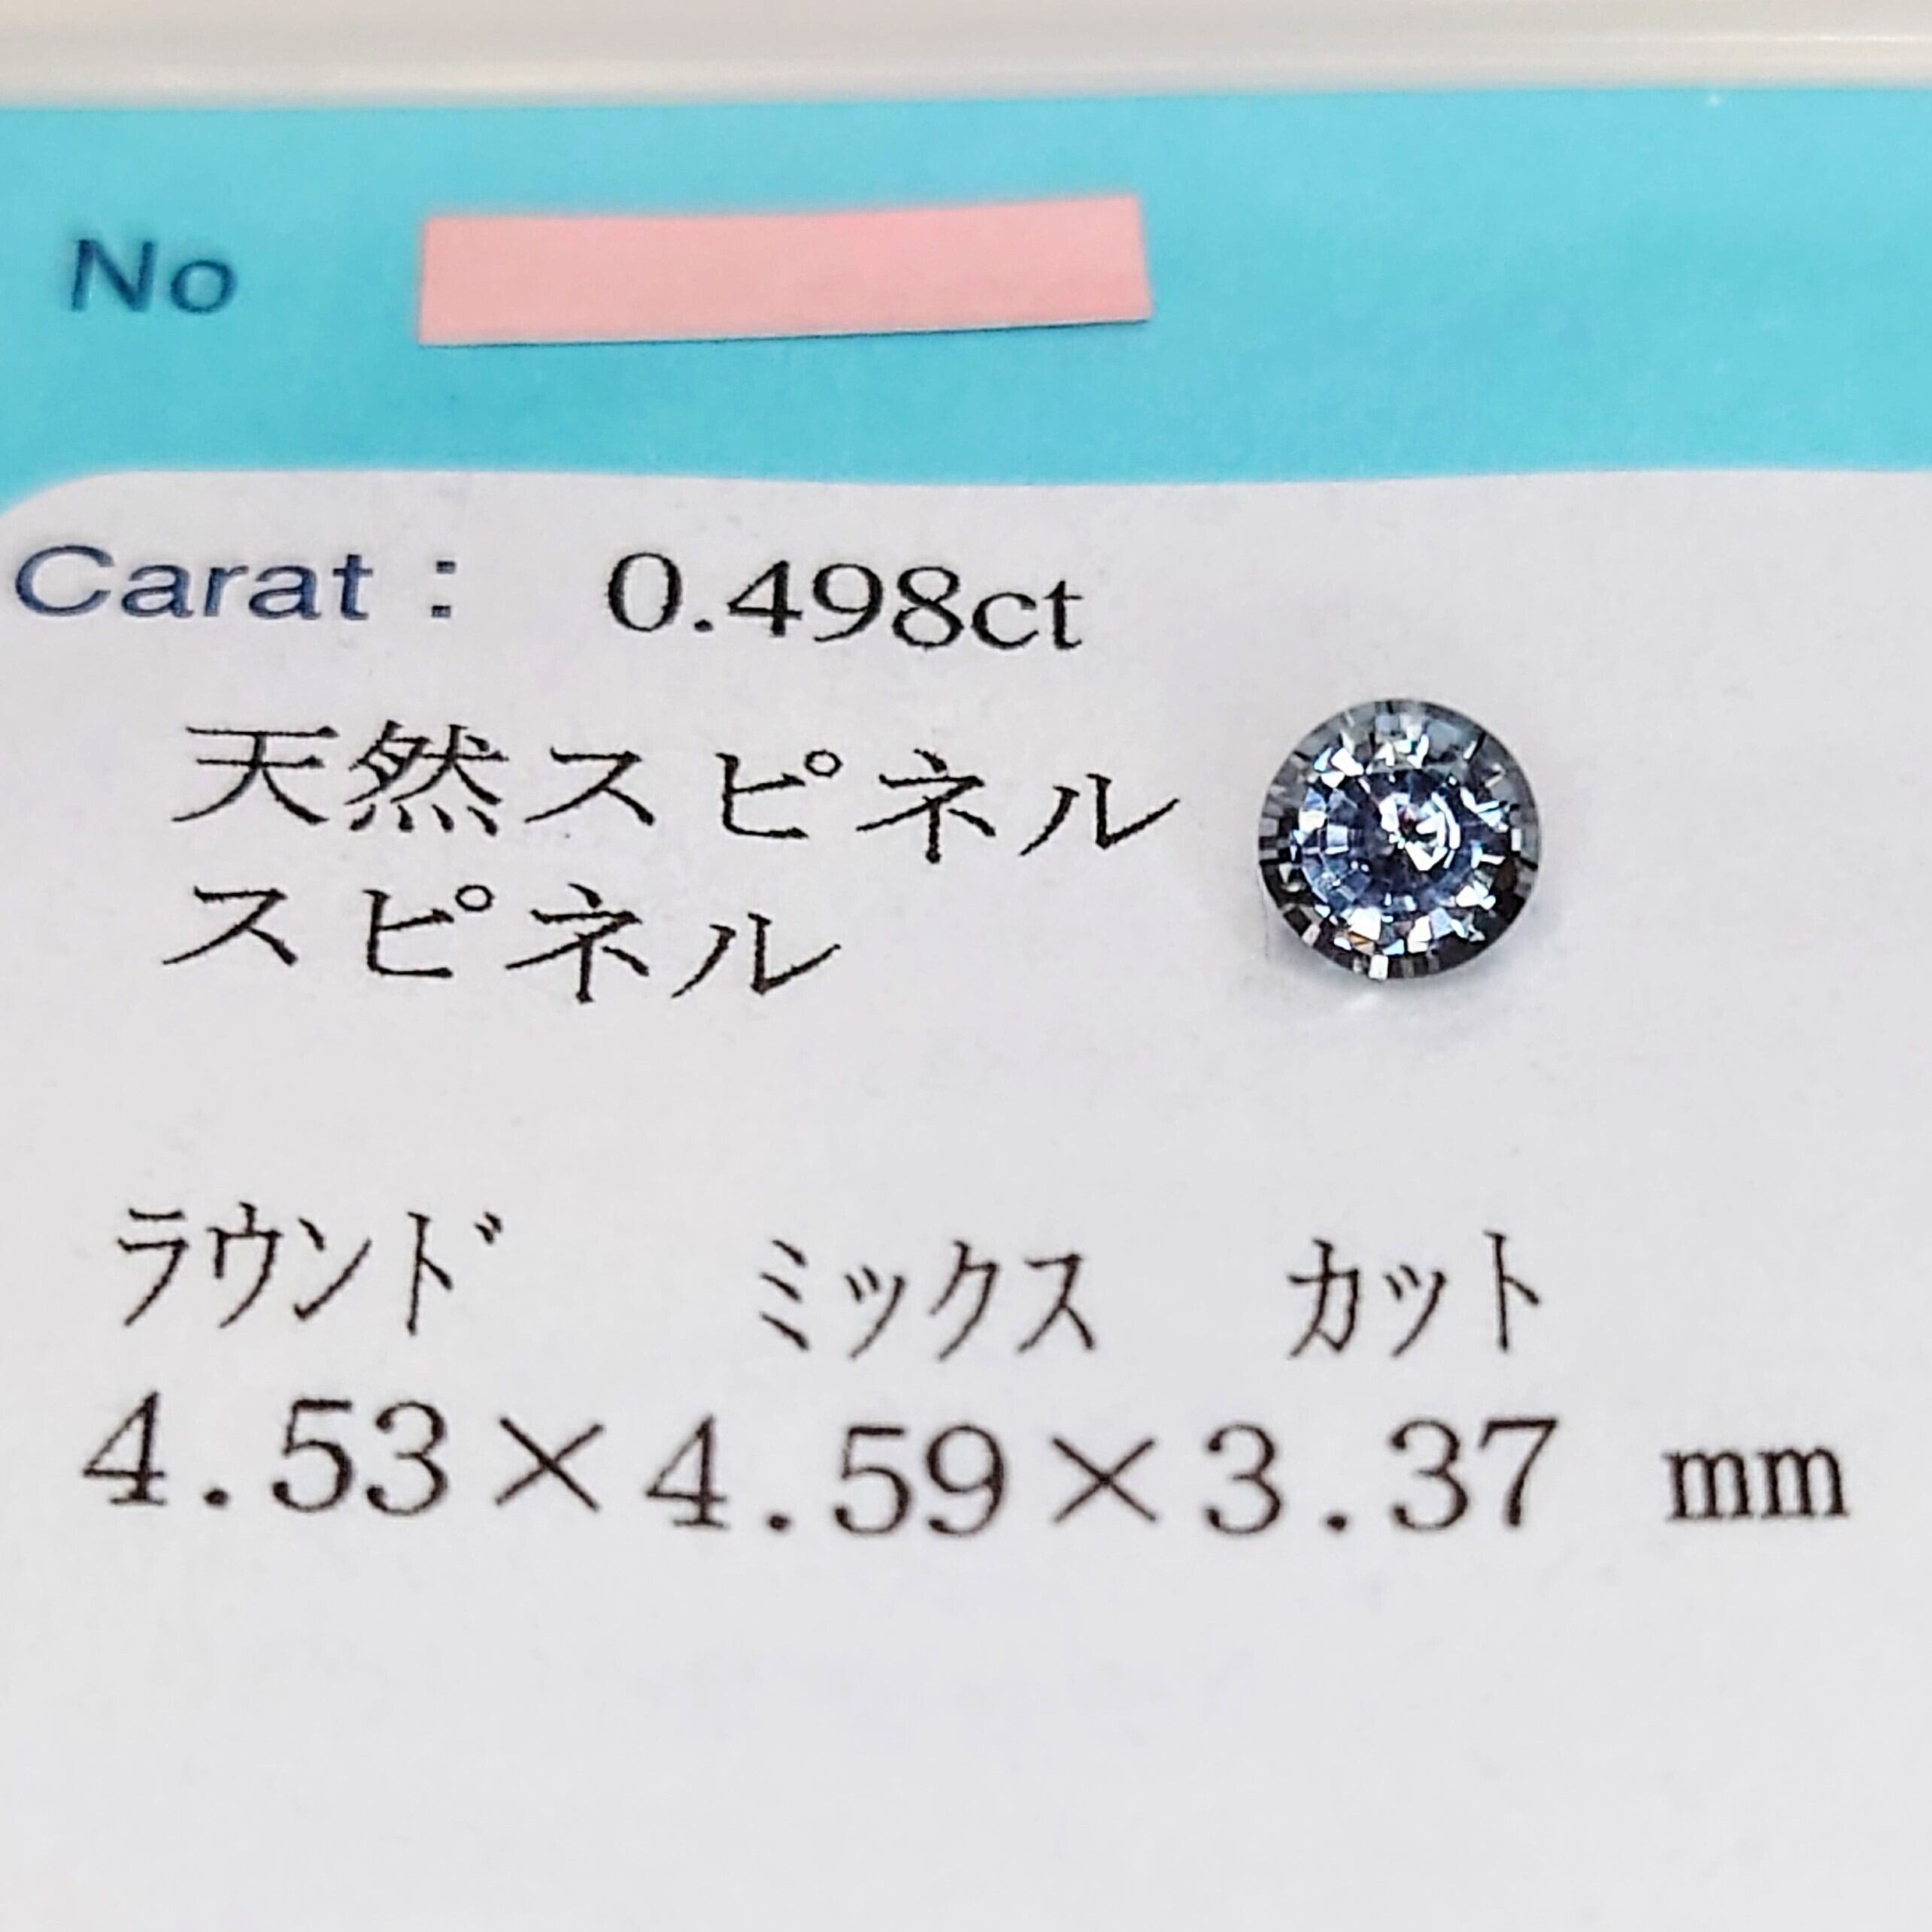 No
Carat : 0.498ct
天然スピネル
スピネル
ﾗｳﾝﾄﾞ ﾐｯｸｽ ｶｯﾄ
4.53×4.59×3.37 mm